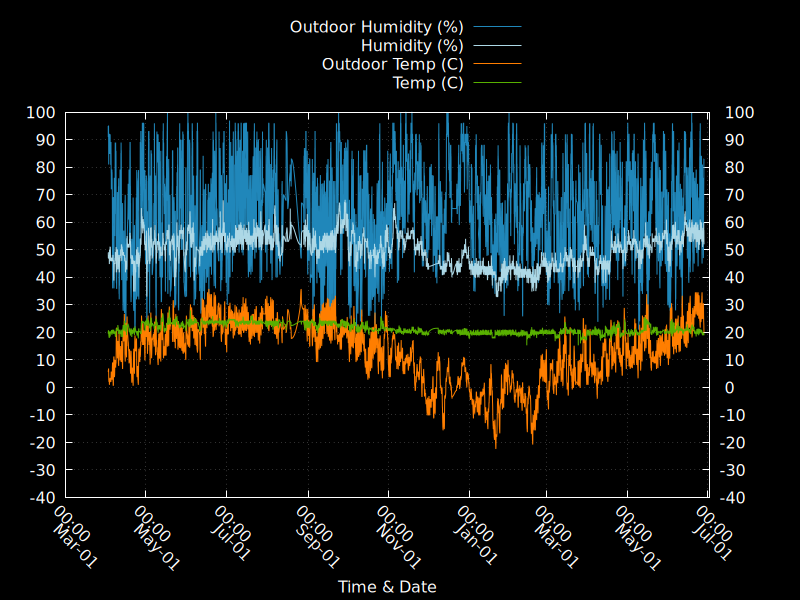 Outdoor Humidity (%)
Humidity (%)
Outdoor Temp (C)
Temp (C)
100 100
90 90
80 80
70 70
60 60
50 50
40 40
30 30
20 20
10 10
0 0
-10 -10
-20 -20
-30 -30
-40 -40
00:00 00:00 00:00 00:00 00:00 00:00 00:00 00:00 00:00
Mar-01 May-01 Jul-01 Sep-01 Nov-01 Jan-01 Mar-01 May-01 Jul-01
Time & Date